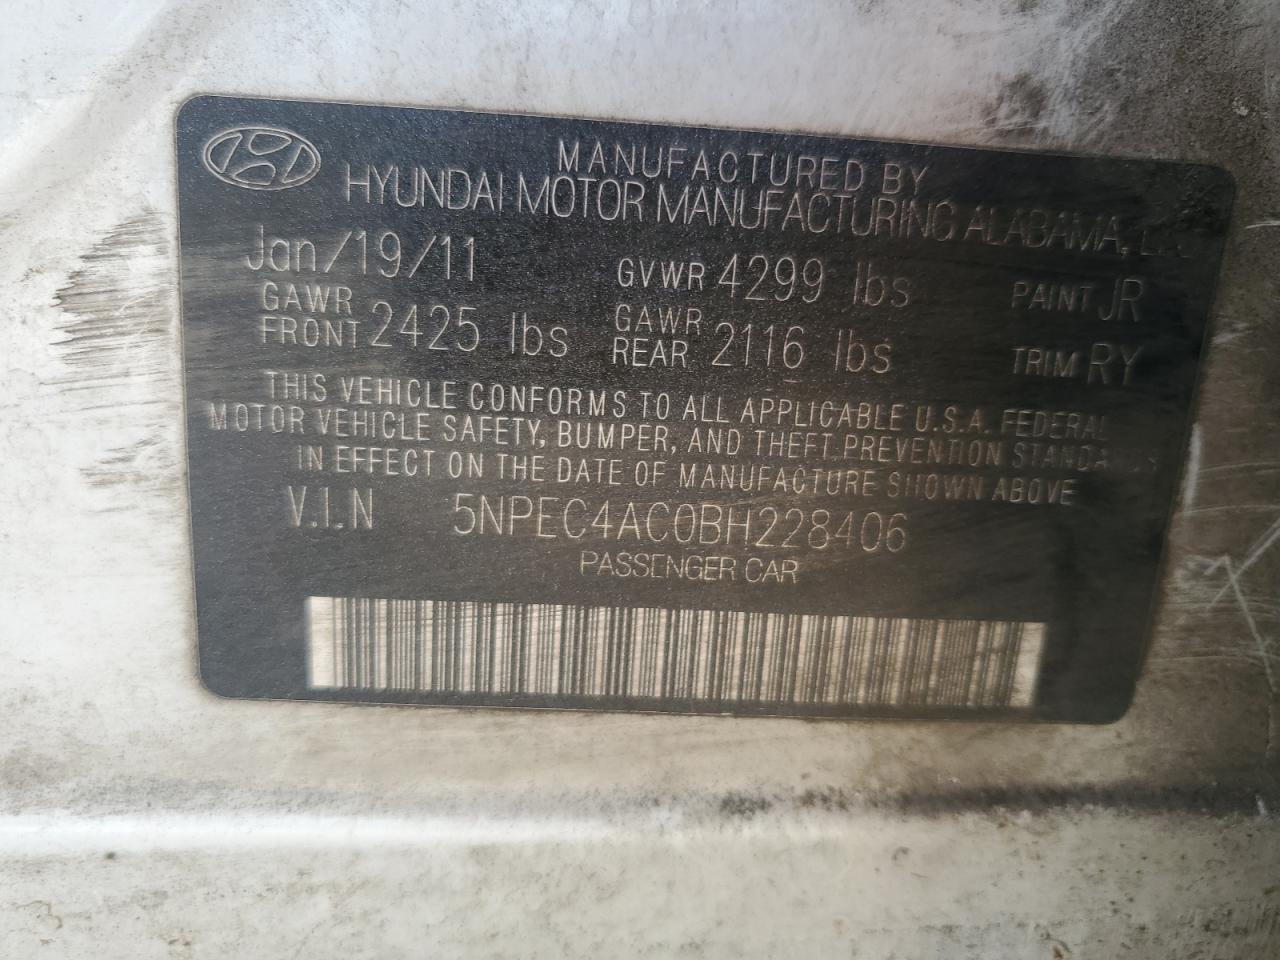 MANUFACTURED BY
HYUNDAI MOTOR MANUFACTURING ALABAMA,
Jan/19/11 GVWR 4299 lbs PAINT JR
GAWR FRONT 2425 lbs GAWR REAR 2116 lbs TRIM RY
THIS VEHICLE CONFORMS TO ALL APPLICABLE U.S.A. FEDERAL
MOTOR VEHICLE SAFETY, BUMPER, AND THEFT PREVENTION STANDARDS
IN EFFECT ON THE DATE OF MANUFACTURE SHOWN ABOVE
V.I.N 5NPEC4AC0BH228406
PASSENGER CAR